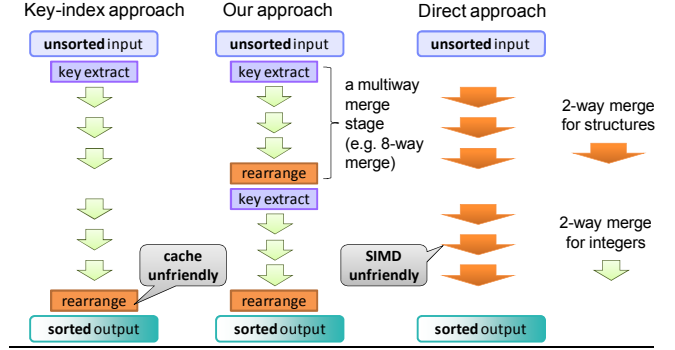 Key-index approach
unsorted input
key extract
cache
unfriendly
rearrange
sorted output
Our approach
unsorted input
key extract
a multiway
merge
stage
(e.g. 8-way
merge)
rearrange
key extract
rearrange
sorted output
Direct approach
unsorted input
SIMD
unfriendly
sorted output
2-way merge
for structures
2-way merge
for integers